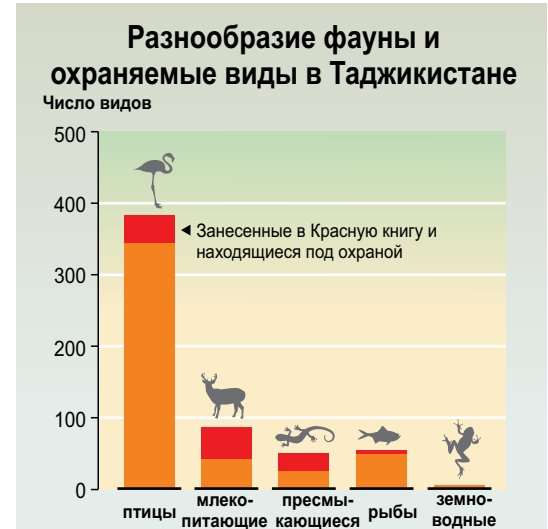 Разнообразие фауны и
охраняемые виды в Таджикистане
Число видов
500
400
Занесенные в Красную книгу и
находящиеся под охраной
300
200
100
0
птицы
млеко-
питающие
пресмы-
кающиеся
рыбы
земно-
водные